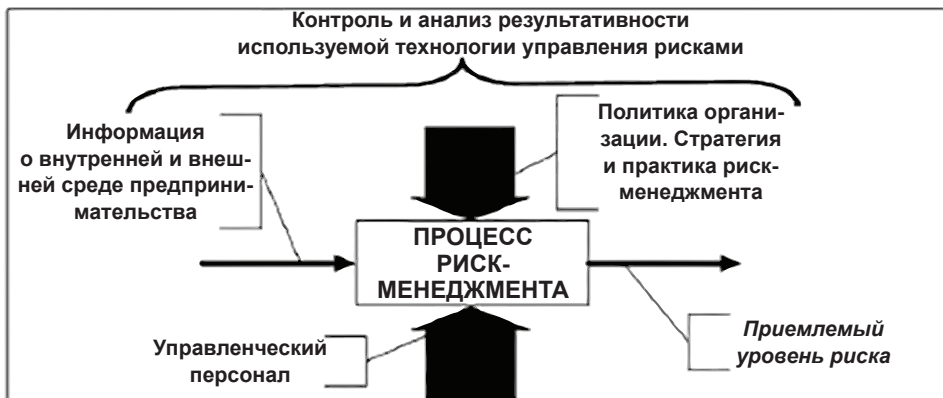 Контроль и анализ результативности
используемой технологии управления рисками
Информация
о внутренней и внеш-
ней среде предприни-
мательства
Политика органи-
зации. Стратегия
и практика риск-
менеджмента
ПРОЦЕСС
РИСК-
МЕНЕДЖМЕНТА
Управленческий
персонал
Приемлемый
уровень риска